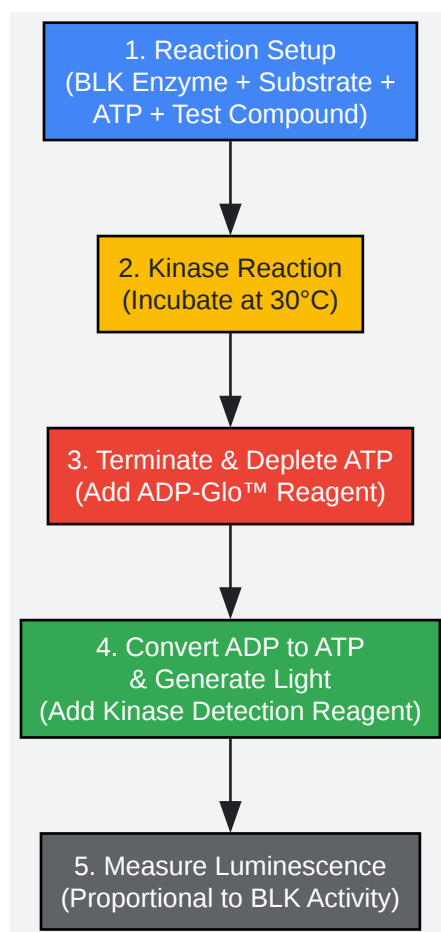 1. Reaction Setup
(BLK Enzyme + Substrate +
ATP + Test Compound)
2. Kinase Reaction
(Incubate at 30°C)
3. Terminate & Deplete ATP
(Add ADP-Glo™ Reagent)
4. Convert ADP to ATP
& Generate Light
(Add Kinase Detection Reagent)
5. Measure Luminescence
(Proportional to BLK Activity)